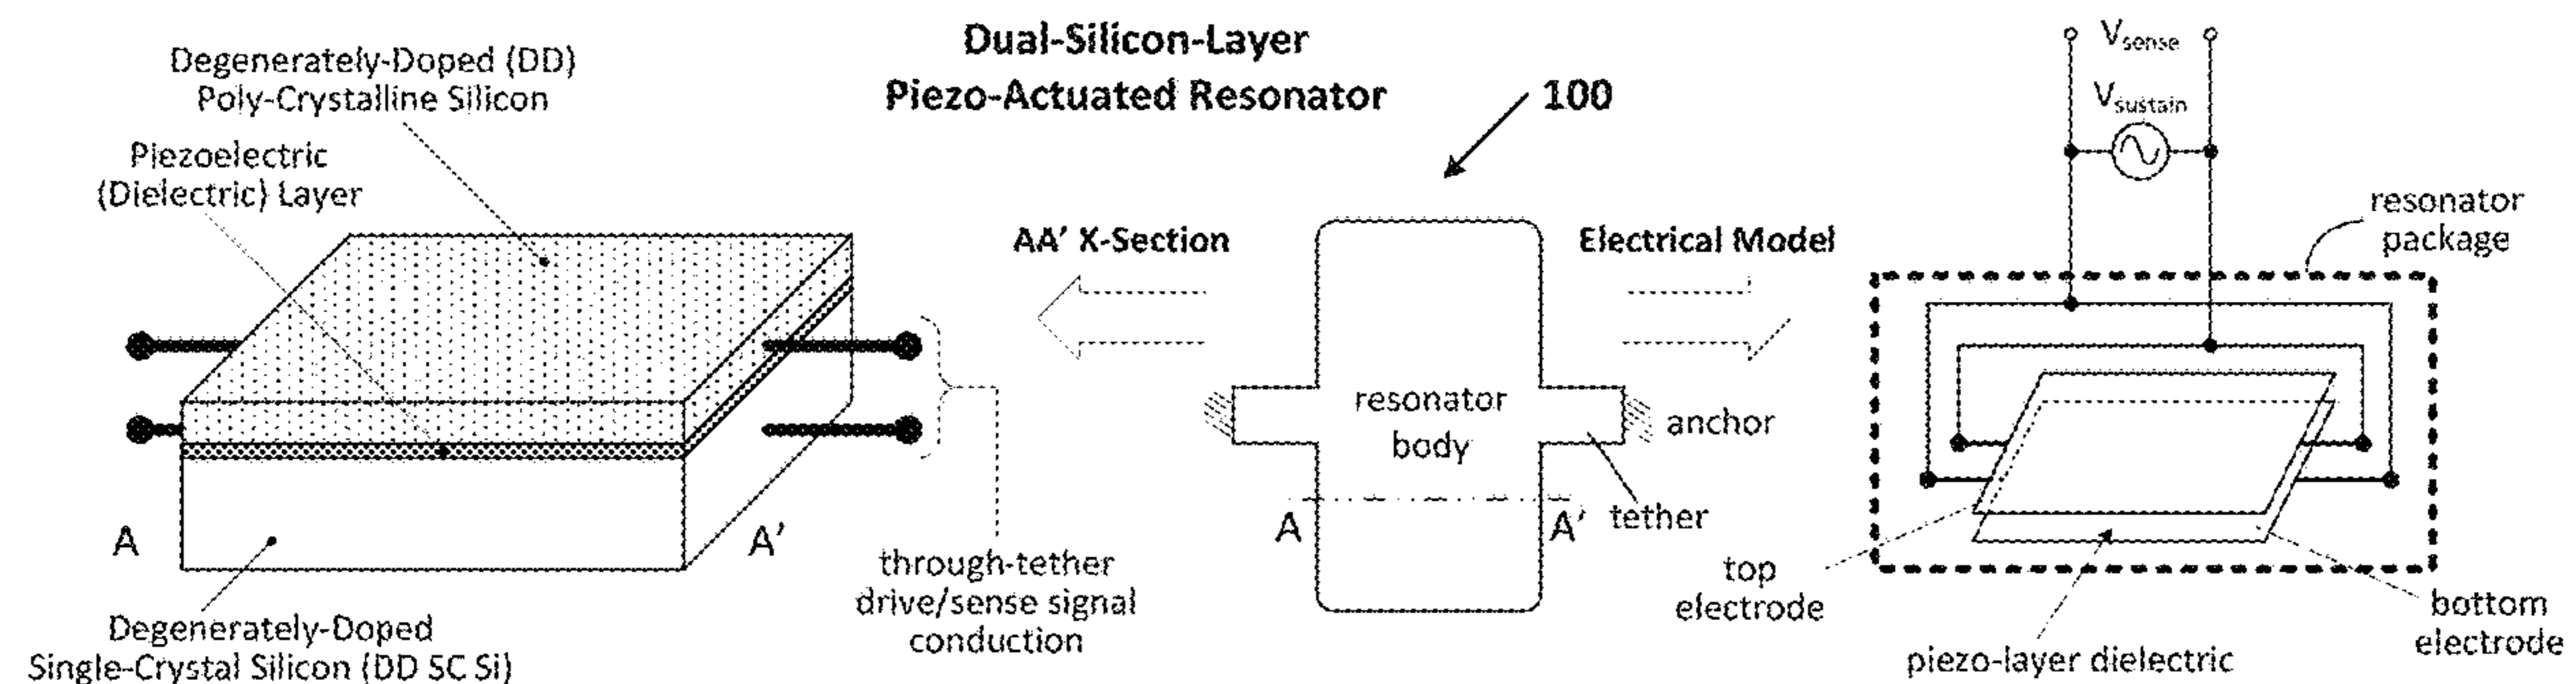 Dual-Silicon-Layer
Piezo-Actuated Resonator
100
Degenerately-Doped (DD)
Poly-Crystalline Silicon
Piezoelectric
(Dielectric) Layer
A
A'
Degenerately-Doped
Single-Crystal Silicon (DD SC Si)
through-tether
drive/sense signal
conduction
AA' X-Section
resonator
body
anchor
tether
A
A'
Electrical Model
Vsense
Vsustain
resonator
package
top
electrode
piezo-layer dielectric
bottom
electrode